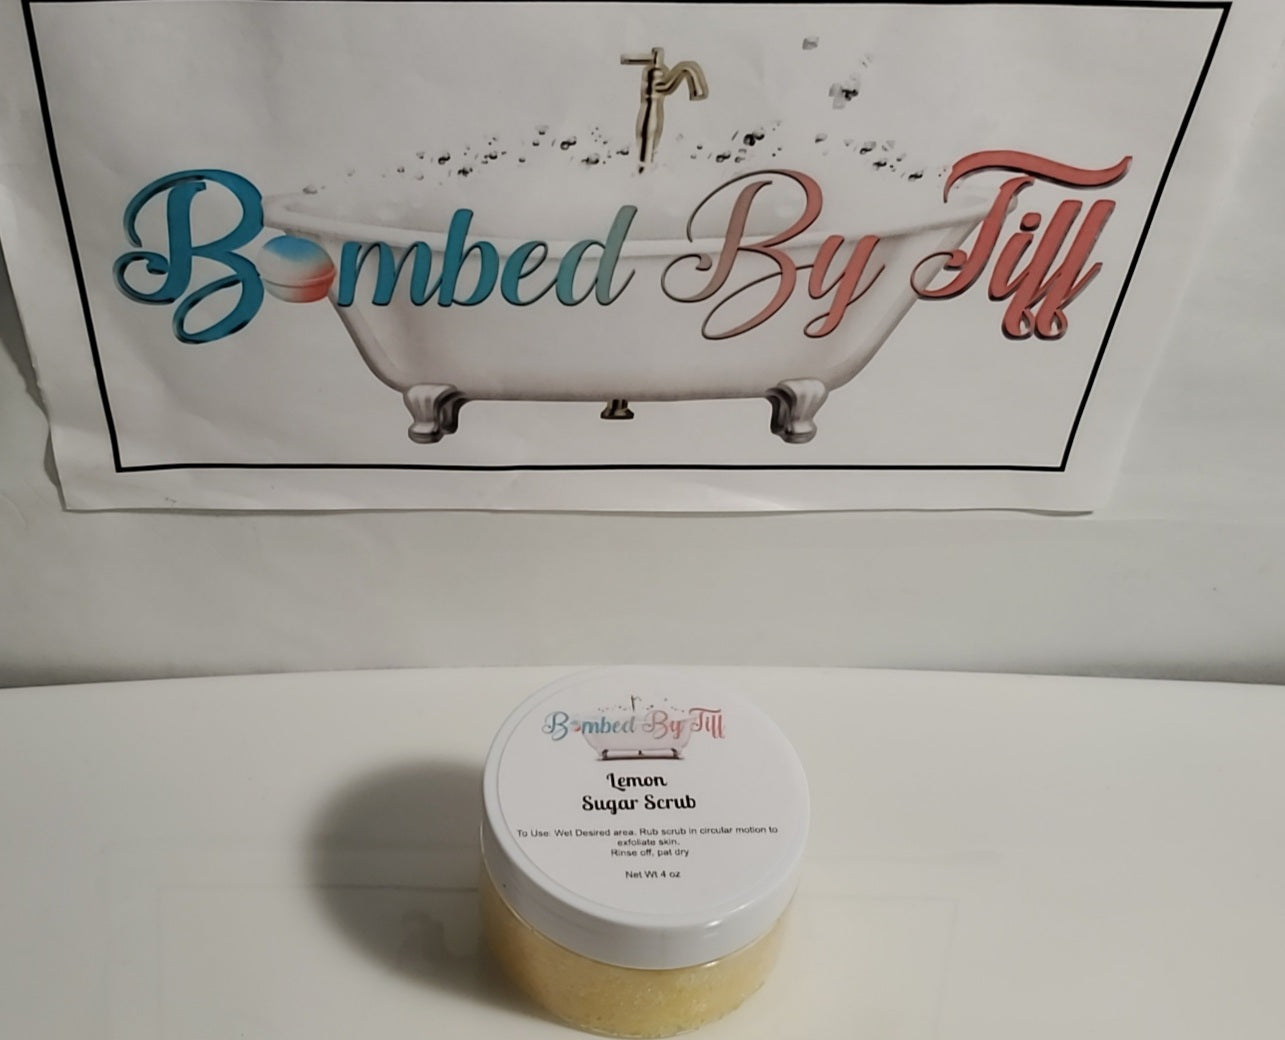 Bombed By Tiff
Bombed By Tiff
Lemon
Sugar Scrub
To Use: Wet Desired area. Rub scrub in circular motion to
exfoliate skin.
Rinse off, pat dry
Net Wt 4 oz